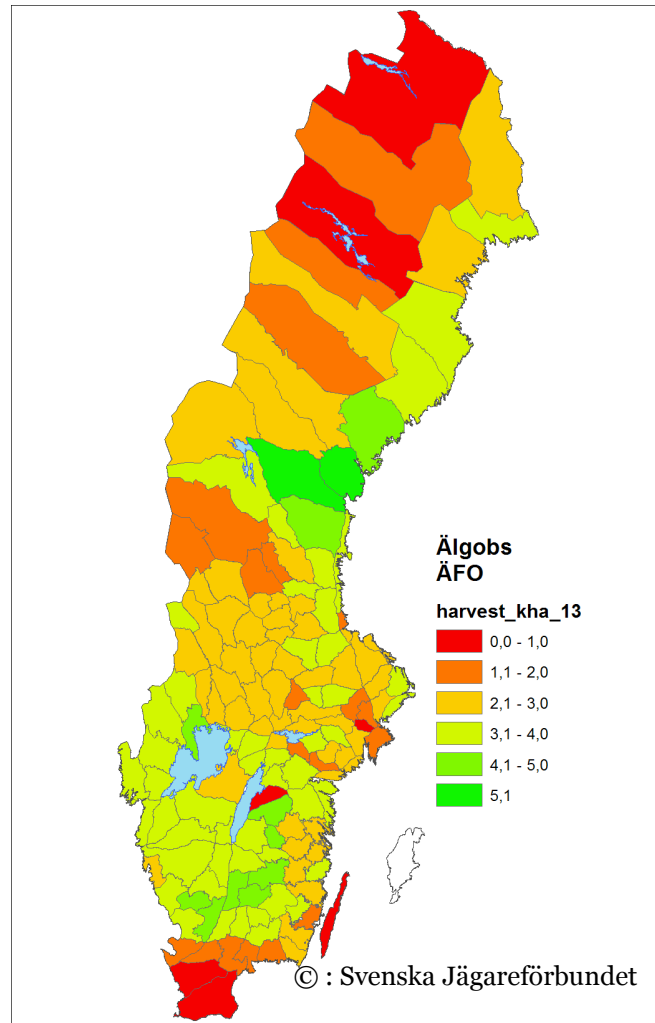 Älgobs
ÄFO
harvest_kha_13
0,0 - 1,0
1,1 - 2,0
2,1 - 3,0
3,1 - 4,0
4,1 - 5,0
5,1
© : Svenska Jägareförbundet